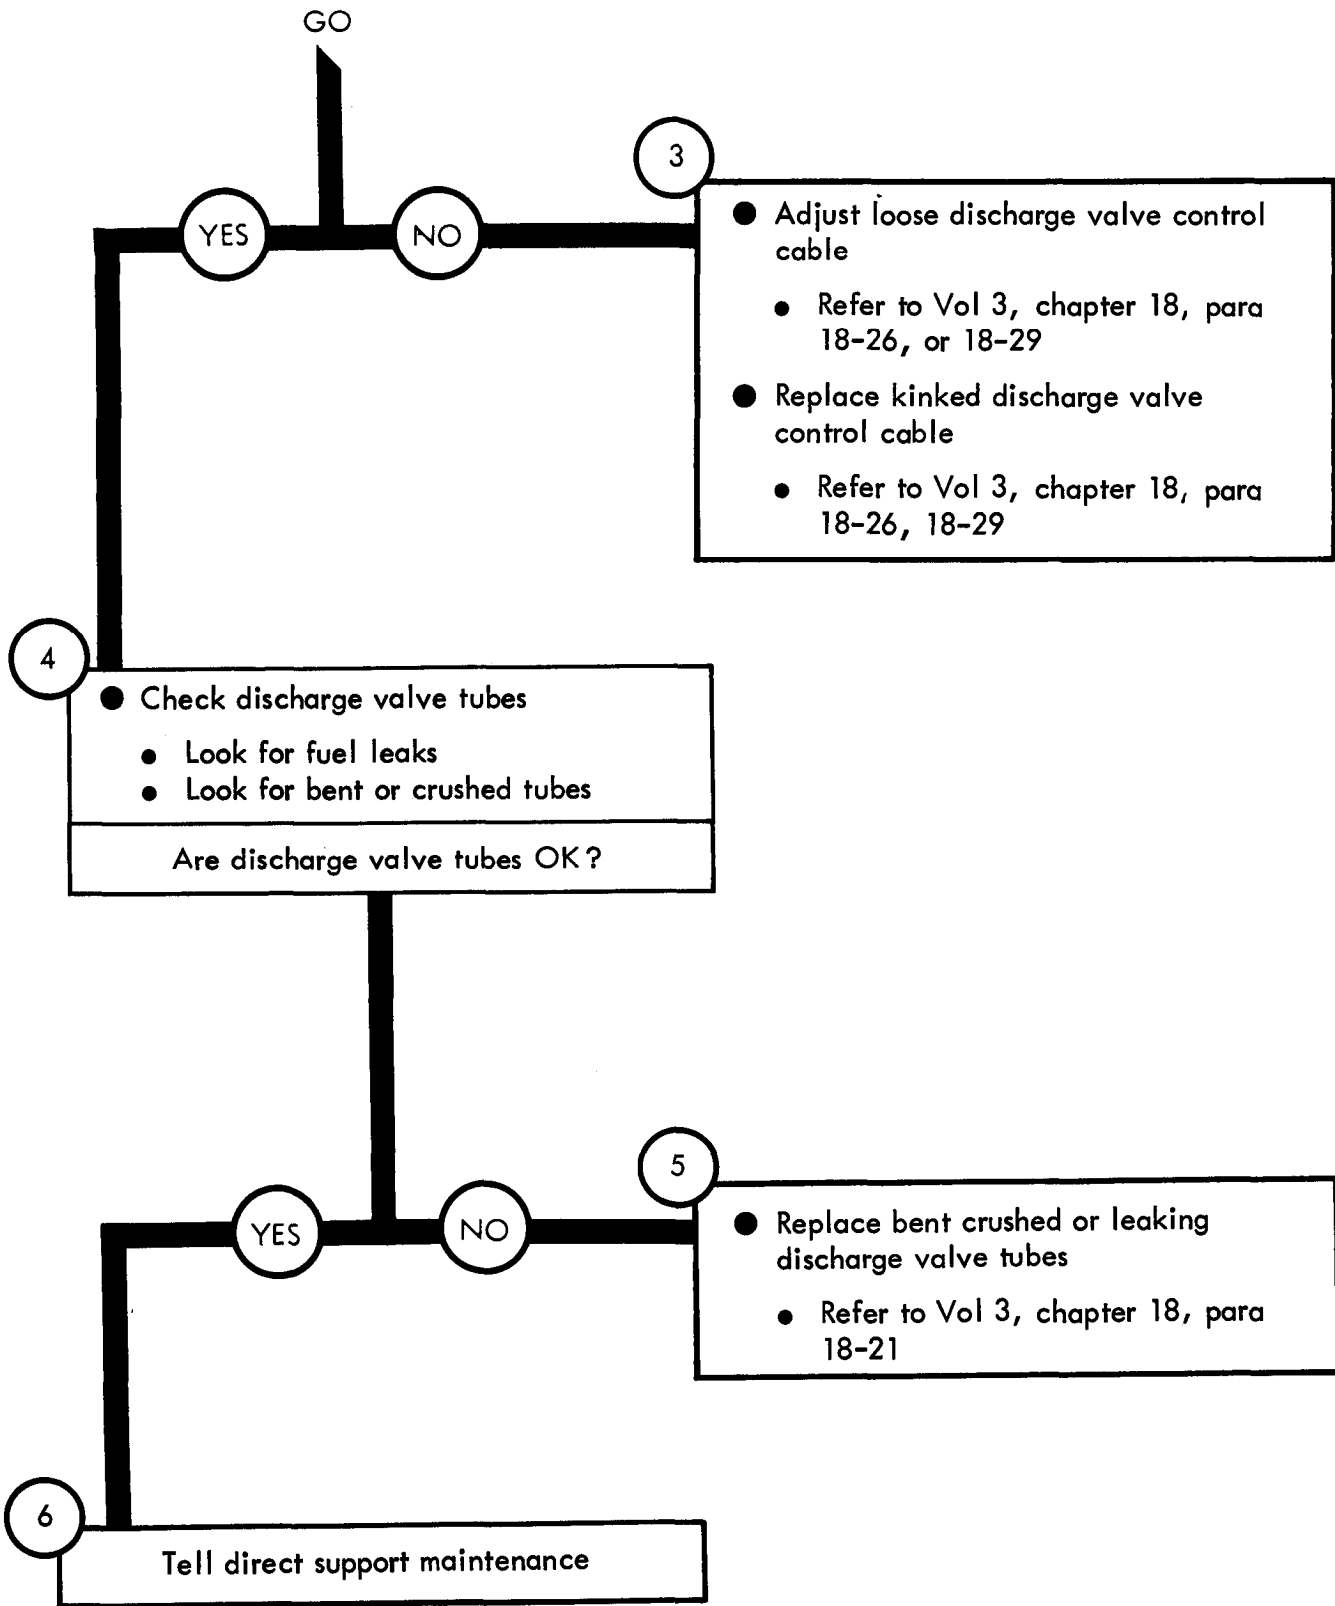 GO
YES
NO
3
● Adjust loose discharge valve control
cable
● Refer to Vol 3, chapter 18, para
18-26, or 18-29
● Replace kinked discharge valve
control cable
● Refer to Vol 3, chapter 18, para
18-26, 18-29
4
● Check discharge valve tubes
● Look for fuel leaks
● Look for bent or crushed tubes
Are discharge valve tubes OK?
YES
NO
5
● Replace bent crushed or leaking
discharge valve tubes
● Refer to Vol 3, chapter 18, para
18-21
6
Tell direct support maintenance